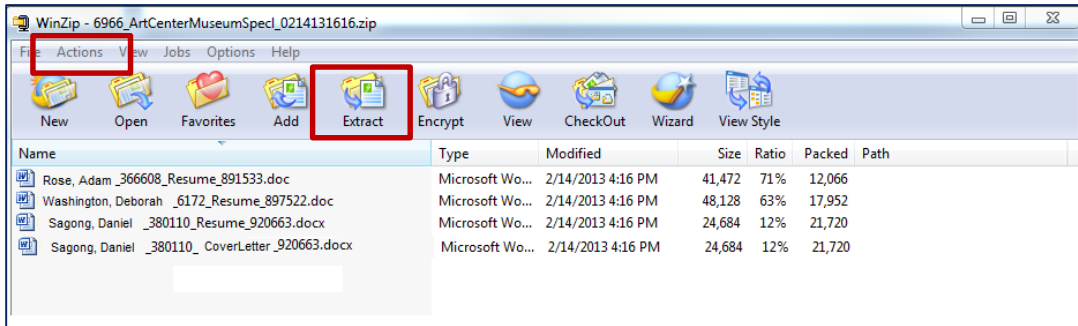 WinZip - 6966_ArtCenterMuseumSpecl_0214131616.zip
File Actions View Jobs Options Help
New Open Favorites Add Extract Encrypt View CheckOut Wizard View Style
Name Type Modified Size Ratio Packed Path
Rose, Adam _366608_Resume_891533.doc Microsoft Wo... 2/14/2013 4:16 PM 41,472 71% 12,066
Washington, Deborah _6172_Resume_897522.doc Microsoft Wo... 2/14/2013 4:16 PM 48,128 63% 17,952
Sagong, Daniel _380110_Resume_920663.docx Microsoft Wo... 2/14/2013 4:16 PM 24,684 12% 21,720
Sagong, Daniel _380110_ CoverLetter _920663.docx Microsoft Wo... 2/14/2013 4:16 PM 24,684 12% 21,720